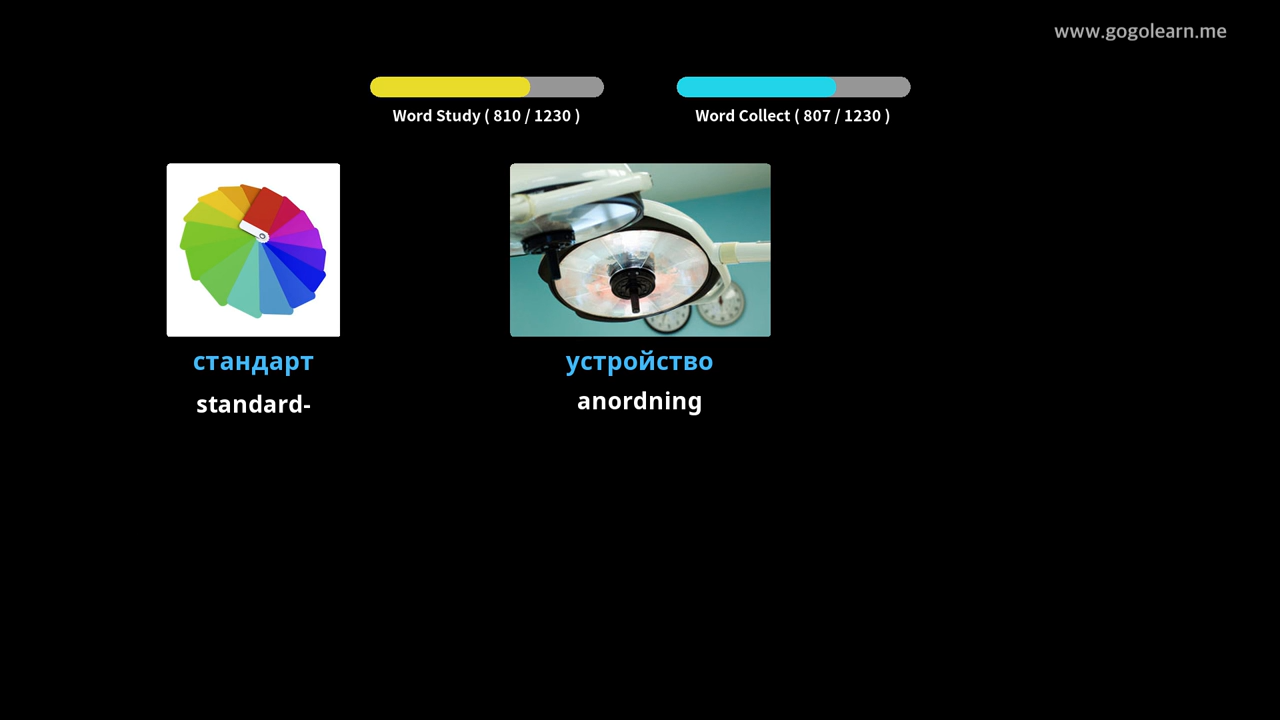 www.gogolearn.me
Word Study ( 810 / 1230 )
Word Collect ( 807 / 1230 )
стандарт
standard-
устройство
anordning